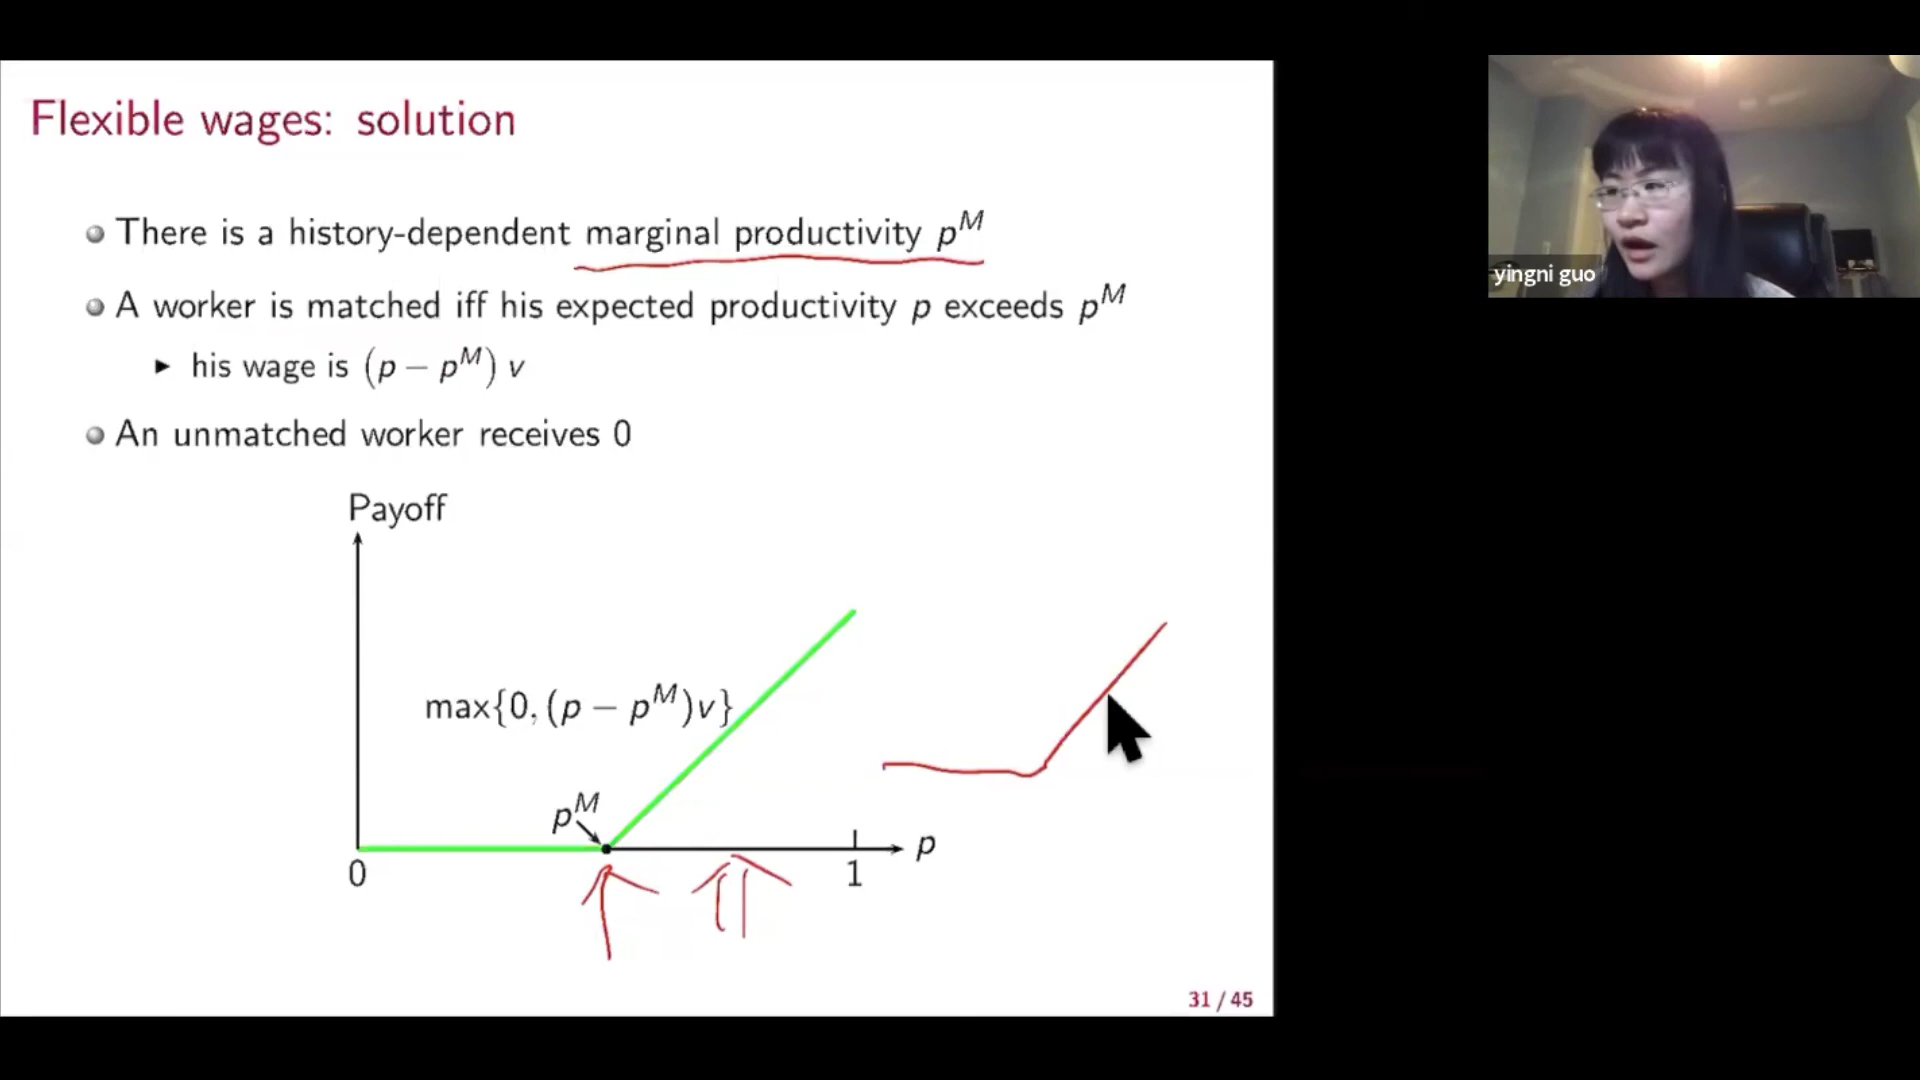 Flexible wages: solution
There is a history-dependent marginal productivity p^M
A worker is matched iff his expected productivity p exceeds p^M
his wage is (p − p^M) v
An unmatched worker receives 0
Payoff
max{0, (p − p^M)v}
p^M
p
0
1
31 / 45
yingni guo